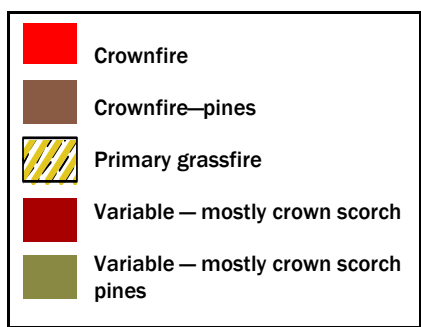 Crownfire
Crownfire—pines
Primary grassfire
Variable — mostly crown scorch
Variable — mostly crown scorch
pines